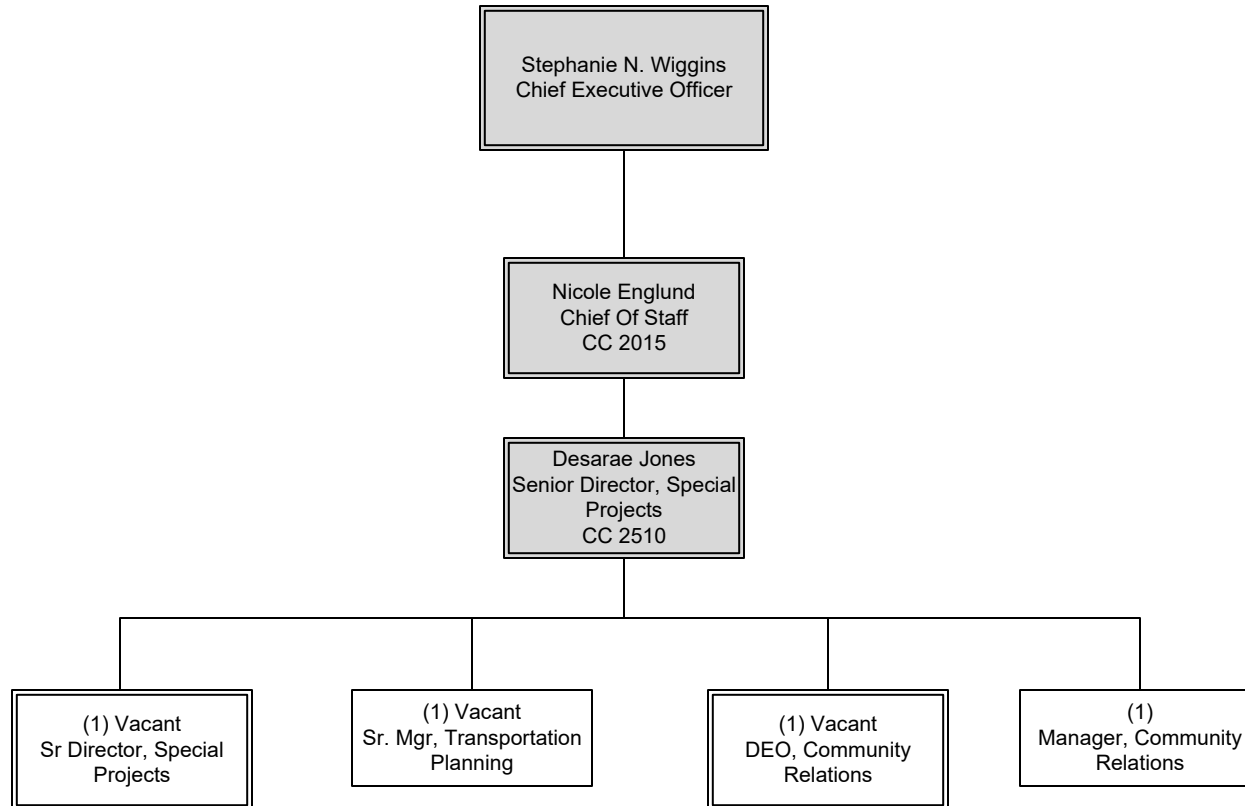 Stephanie N. Wiggins
Chief Executive Officer
Nicole Englund
Chief Of Staff
CC 2015
Desarae Jones
Senior Director, Special
Projects
CC 2510
(1) Vacant
Sr Director, Special
Projects
(1) Vacant
Sr. Mgr, Transportation
Planning
(1) Vacant
DEO, Community
Relations
(1)
Manager, Community
Relations